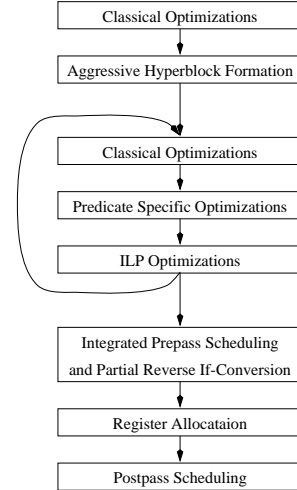 Classical Optimizations
Aggressive Hyperblock Formation
Classical Optimizations
Predicate Specific Optimizations
ILP Optimizations
Integrated Prepass Scheduling
and Partial Reverse If-Conversion
Register Allocataion
Postpass Scheduling